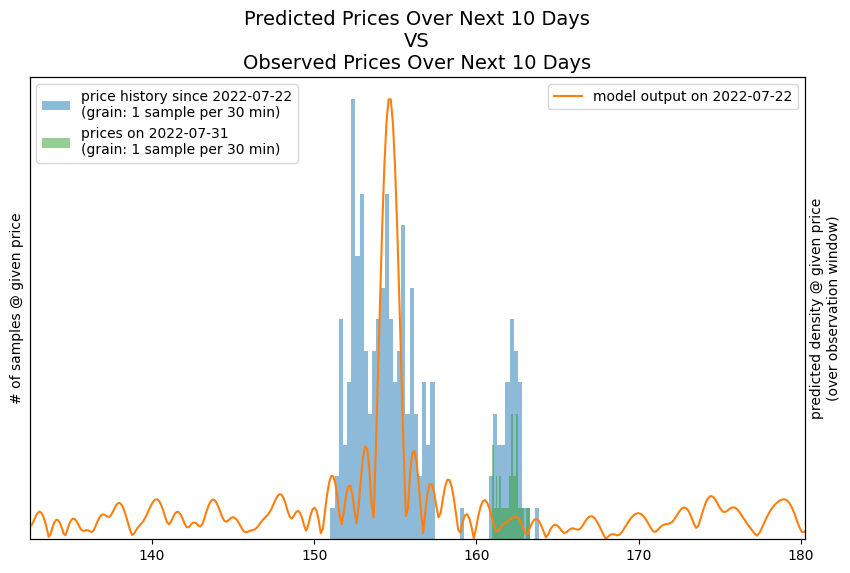 Predicted Prices Over Next 10 Days
VS
Observed Prices Over Next 10 Days
price history since 2022-07-22
(grain: 1 sample per 30 min)
prices on 2022-07-31
(grain: 1 sample per 30 min)
model output on 2022-07-22
# of samples @ given price
predicted density @ given price
(over observation window)
140
150
160
170
180